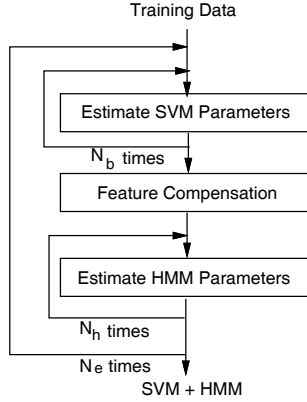 Training Data
Estimate SVM Parameters
N_b times
Feature Compensation
Estimate HMM Parameters
N_h times
N_e times
SVM + HMM